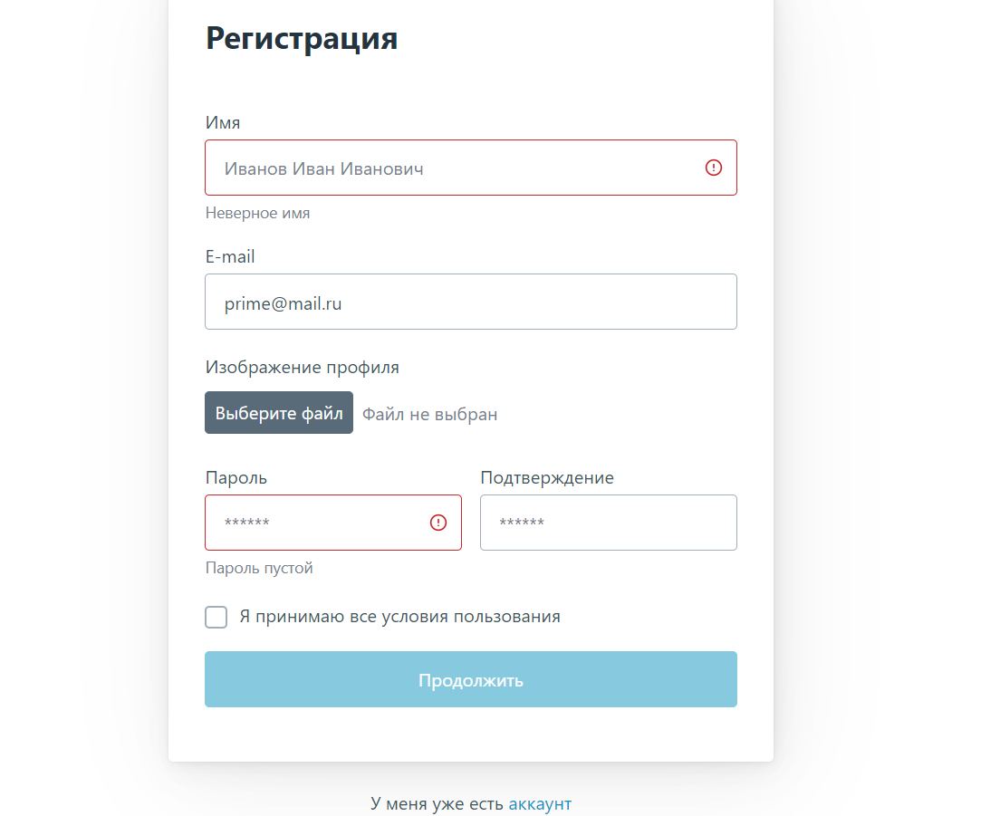 Регистрация
Имя
Иванов Иван Иванович
Неверное имя
E-mail
prime@mail.ru
Изображение профиля
Выберите файл Файл не выбран
Пароль Подтверждение
****** ******
Пароль пустой
Я принимаю все условия пользования
Продолжить
У меня уже есть аккаунт